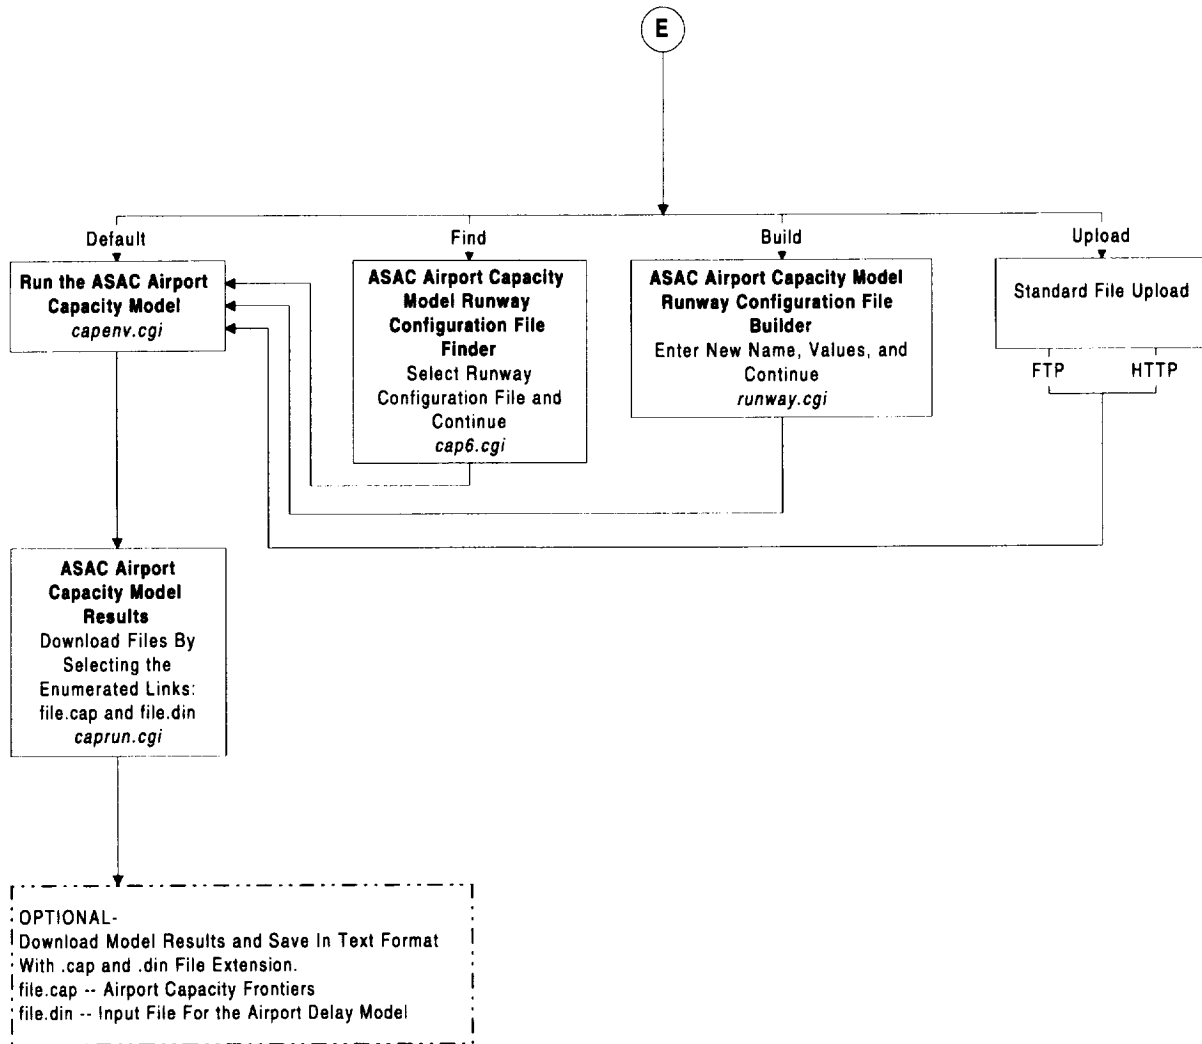 E
Default
Find
Build
Upload
Run the ASAC Airport
Capacity Model
capenv.cgi
ASAC Airport Capacity
Model Runway
Configuration File
Finder
Select Runway
Configuration File and
Continue
cap6.cgi
ASAC Airport Capacity Model
Runway Configuration File
Builder
Enter New Name, Values, and
Continue
runway.cgi
Standard File Upload
FTP
HTTP
ASAC Airport
Capacity Model
Results
Download Files By
Selecting the
Enumerated Links:
file.cap and file.din
caprun.cgi
OPTIONAL-
Download Model Results and Save In Text Format
With .cap and .din File Extension.
file.cap -- Airport Capacity Frontiers
file.din -- Input File For the Airport Delay Model